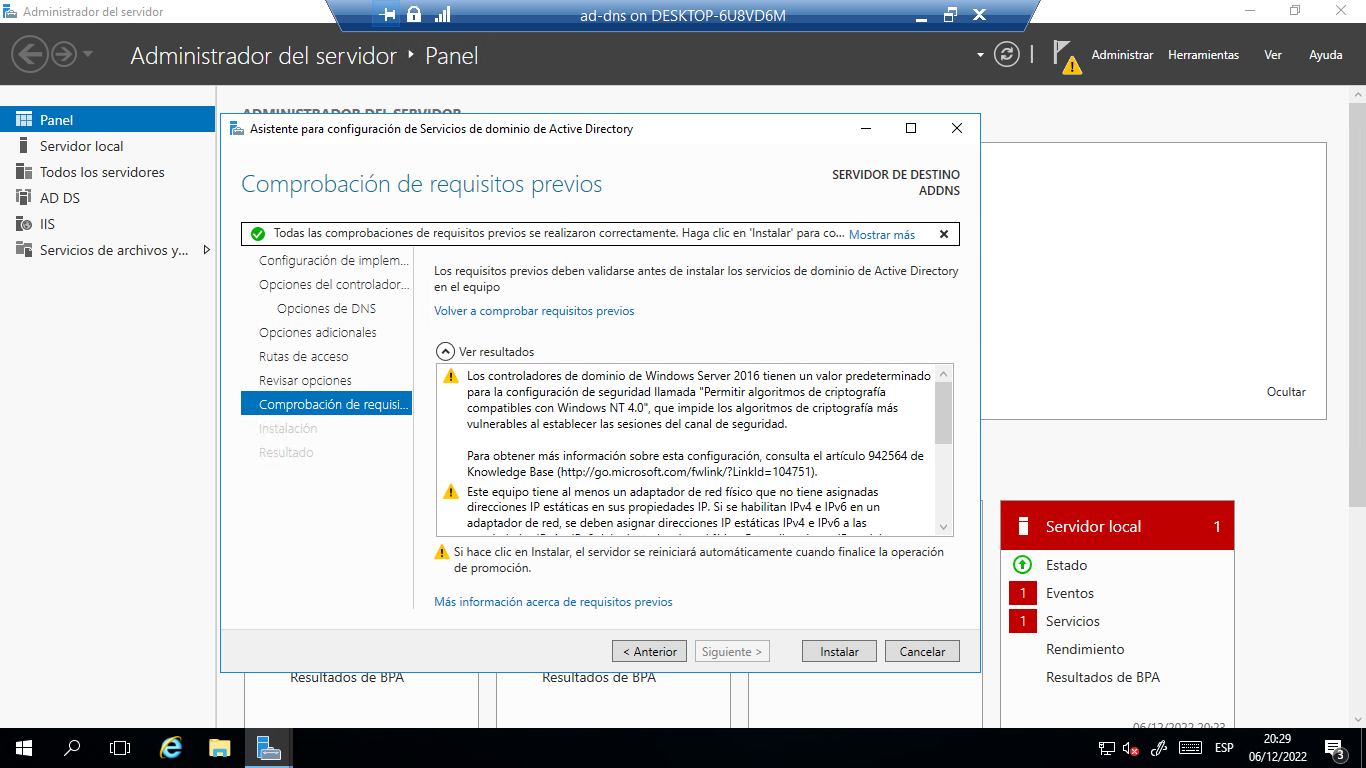 Administrador del servidor
ad-dns on DESKTOP-6U8VD6M
Administrador del servidor
Panel
Administrar
Herramientas
Ver
Ayuda
Panel
Servidor local
Todos los servidores
AD DS
IIS
Servicios de archivos y...
ADMINISTRADOR DEL SERVIDOR
Asistente para configuración de Servicios de dominio de Active Directory
Comprobación de requisitos previos
SERVIDOR DE DESTINO
ADDNS
Todas las comprobaciones de requisitos previos se realizaron correctamente. Haga clic en 'Instalar' para co... Mostrar más
Configuración de implem...
Opciones del controlador...
Opciones de DNS
Opciones adicionales
Rutas de acceso
Revisar opciones
Comprobación de requisi...
Instalación
Resultado
Los requisitos previos deben validarse antes de instalar los servicios de dominio de Active Directory
en el equipo
Volver a comprobar requisitos previos
Ver resultados
Los controladores de dominio de Windows Server 2016 tienen un valor predeterminado
para la configuración de seguridad llamada "Permitir algoritmos de criptografía
compatibles con Windows NT 4.0", que impide los algoritmos de criptografía más
vulnerables al establecer las sesiones del canal de seguridad.
Para obtener más información sobre esta configuración, consulta el artículo 942564 de
Knowledge Base (http://go.microsoft.com/fwlink/?LinkId=104751).
Este equipo tiene al menos un adaptador de red físico que no tiene asignadas
direcciones IP estáticas en sus propiedades IP. Si se habilitan IPv4 e IPv6 en un
adaptador de red, se deben asignar direcciones IP estáticas IPv4 e IPv6 a las
Si hace clic en Instalar, el servidor se reiniciará automáticamente cuando finalice la operación
de promoción.
Más información acerca de requisitos previos
< Anterior
Siguiente >
Instalar
Cancelar
Ocultar
Servidor local
1
Estado
1
Eventos
1
Servicios
Rendimiento
Resultados de BPA
Resultados de BPA
Resultados de BPA
06/12/2022 20:23
ESP
20:29
06/12/2022
3